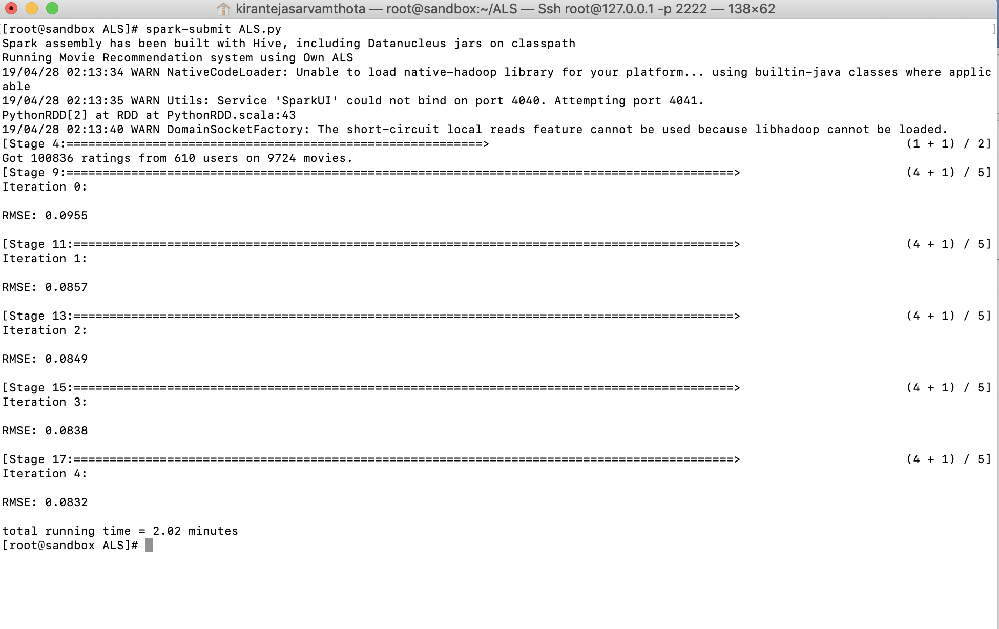 kirantejasarvamthota — root@sandbox:~/ALS — Ssh root@127.0.0.1 -p 2222 — 138×62
[root@sandbox ALS]# spark-submit ALS.py ]
Spark assembly has been built with Hive, including Datanucleus jars on classpath
Running Movie Recommendation system using Own ALS
19/04/28 02:13:34 WARN NativeCodeLoader: Unable to load native-hadoop library for your platform... using builtin-java classes where applic
able
19/04/28 02:13:35 WARN Utils: Service 'SparkUI' could not bind on port 4040. Attempting port 4041.
PythonRDD[2] at RDD at PythonRDD.scala:43
19/04/28 02:13:40 WARN DomainSocketFactory: The short-circuit local reads feature cannot be used because libhadoop cannot be loaded.
[Stage 4:==========================================================> (1 + 1) / 2]
Got 100836 ratings from 610 users on 9724 movies.
[Stage 9:=============================================================================================> (4 + 1) / 5]
Iteration 0:
RMSE: 0.0955
[Stage 11:============================================================================================> (4 + 1) / 5]
Iteration 1:
RMSE: 0.0857
[Stage 13:============================================================================================> (4 + 1) / 5]
Iteration 2:
RMSE: 0.0849
[Stage 15:============================================================================================> (4 + 1) / 5]
Iteration 3:
RMSE: 0.0838
[Stage 17:============================================================================================> (4 + 1) / 5]
Iteration 4:
RMSE: 0.0832
total running time = 2.02 minutes
[root@sandbox ALS]#